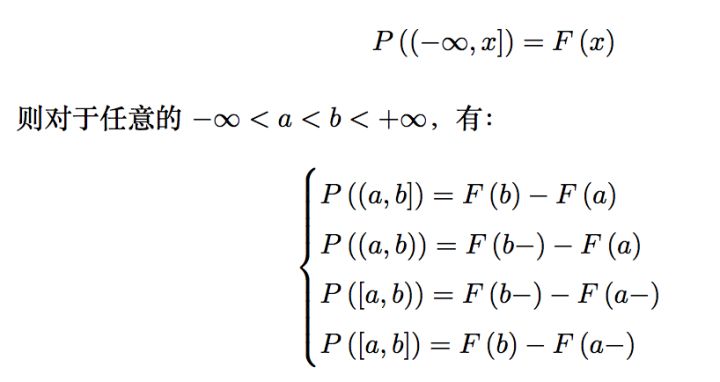 P((−∞, x]) = F(x)
则对于任意的 −∞ < a < b < +∞，有：
P((a, b]) = F(b) − F(a)
P((a, b)) = F(b−) − F(a)
P([a, b)) = F(b−) − F(a−)
P([a, b]) = F(b) − F(a−)